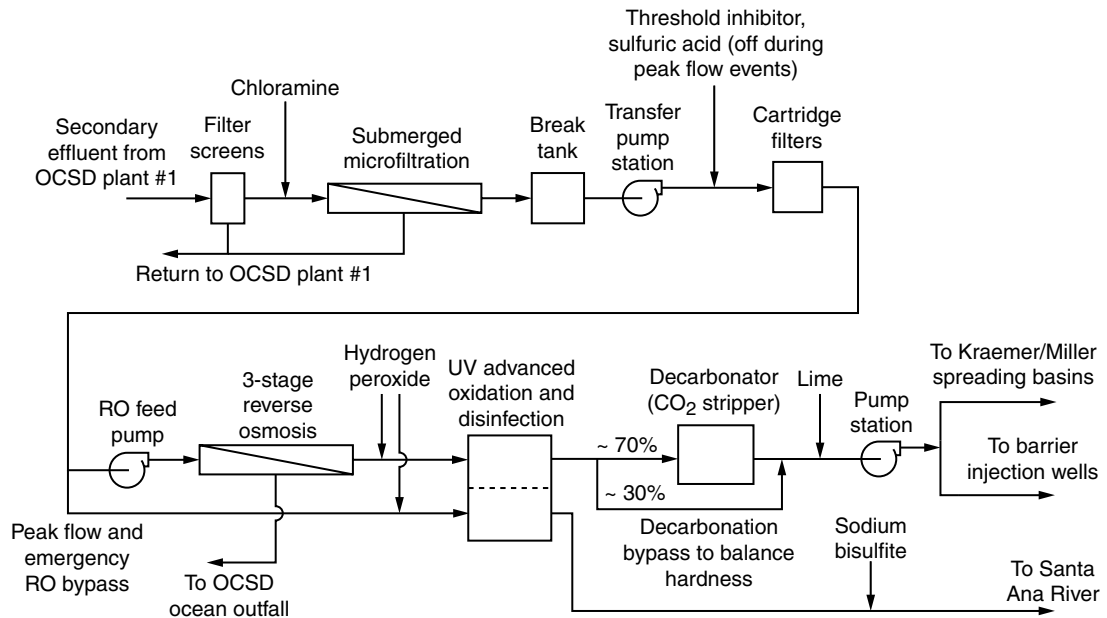 Threshold inhibitor,
sulfuric acid (off during
peak flow events)
Chloramine
Secondary
effluent from
OCSD plant #1
Filter
screens
Submerged
microfiltration
Break
tank
Transfer
pump
station
Cartridge
filters
Return to OCSD plant #1
RO feed
pump
3-stage
reverse
osmosis
Hydrogen
peroxide
UV advanced
oxidation and
disinfection
Decarbonator
(CO2 stripper)
Lime
Pump
station
To Kraemer/Miller
spreading basins
To barrier
injection wells
~ 70%
~ 30%
Peak flow and
emergency
RO bypass
To OCSD
ocean outfall
Decarbonation
bypass to balance
hardness
Sodium
bisulfite
To Santa
Ana River